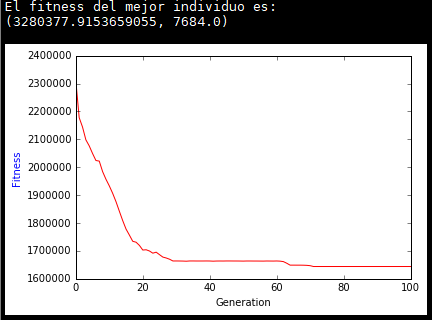 El fitness del mejor individuo es:
(3280377.9153659055, 7684.0)
2400000
2300000
2200000
2100000
2000000
1900000
1800000
1700000
1600000
Fitness
0 20 40 60 80 100
Generation